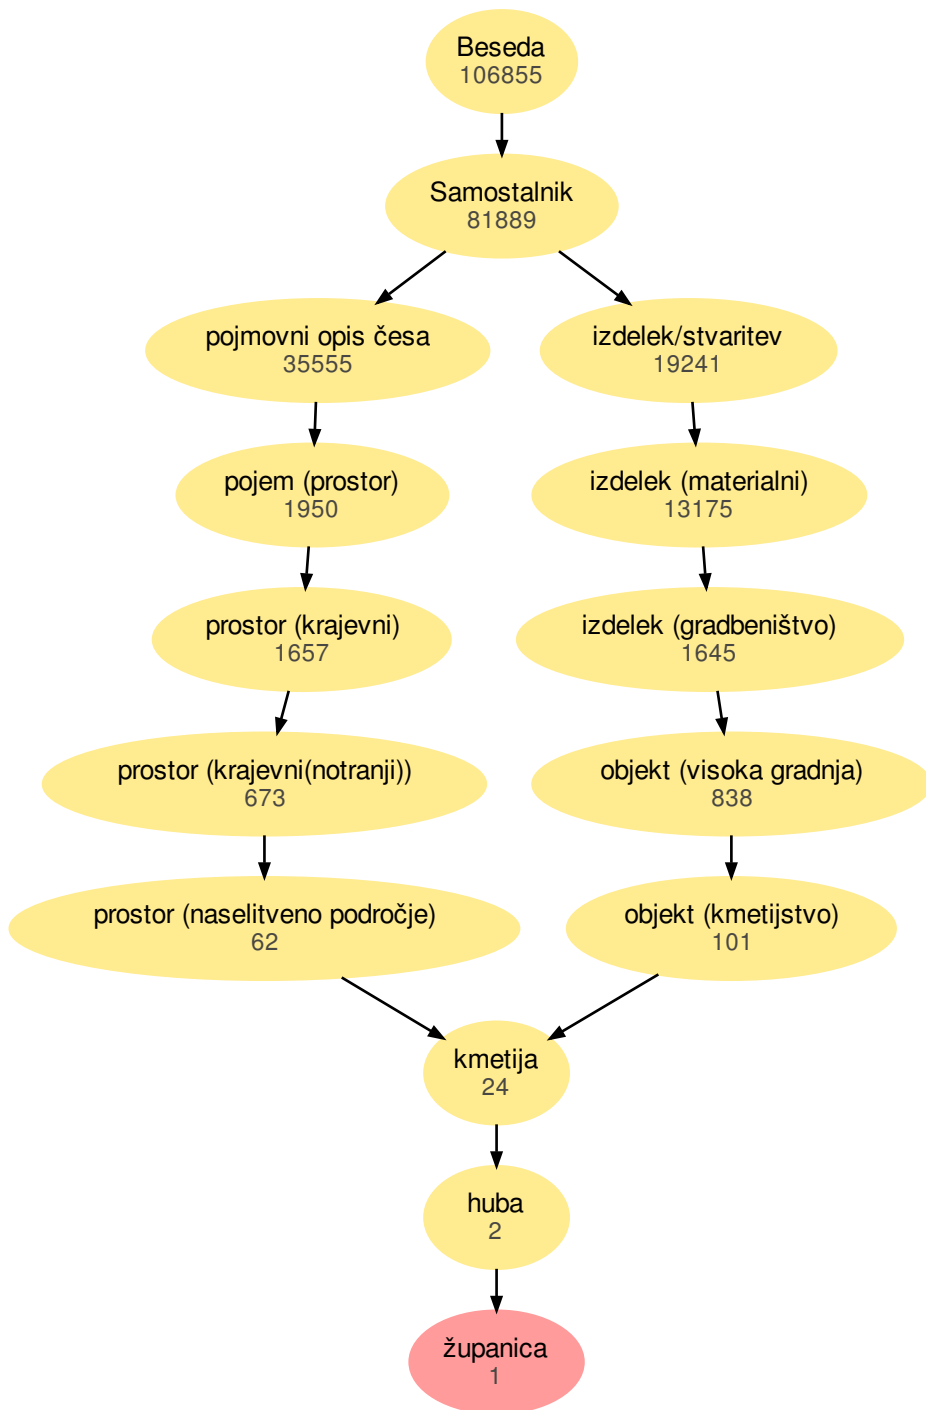 Beseda
106855
Samostalnik
81889
pojmovni opis česa
35555
izdelek/stvaritev
19241
pojem (prostor)
1950
izdelek (materialni)
13175
prostor (krajevni)
1657
izdelek (gradbeništvo)
1645
prostor (krajevni(notranji))
673
objekt (visoka gradnja)
838
prostor (naselitveno področje)
62
objekt (kmetijstvo)
101
kmetija
24
huba
2
županica
1